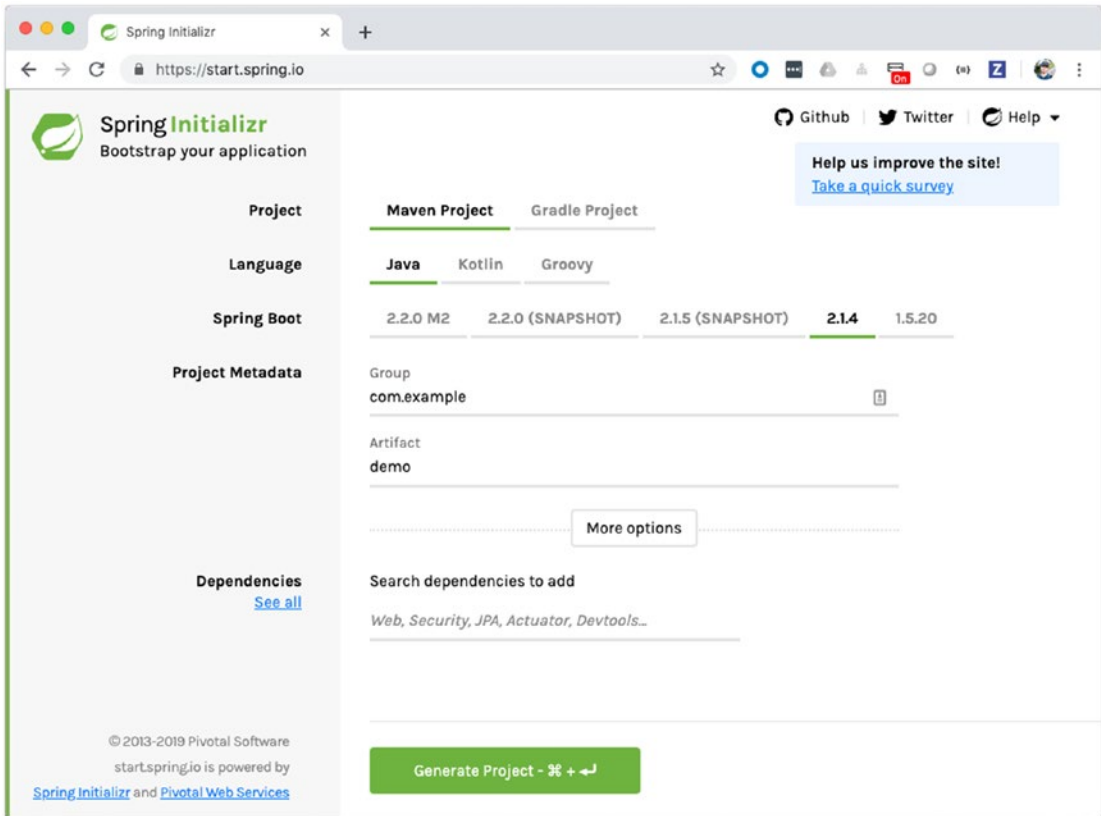 Spring Initializr
https://start.spring.io
On
Z
Spring Initializr
Bootstrap your application
Github
Twitter
Help
Help us improve the site!
Take a quick survey
Project
Maven Project
Gradle Project
Language
Java
Kotlin
Groovy
Spring Boot
2.2.0 M2
2.2.0 (SNAPSHOT)
2.1.5 (SNAPSHOT)
2.1.4
1.5.20
Project Metadata
Group
com.example
Artifact
demo
More options
Dependencies
See all
Search dependencies to add
Web, Security, JPA, Actuator, Devtools...
© 2013-2019 Pivotal Software
start.spring.io is powered by
Spring Initializr and Pivotal Web Services
Generate Project - ⌘ + ↵